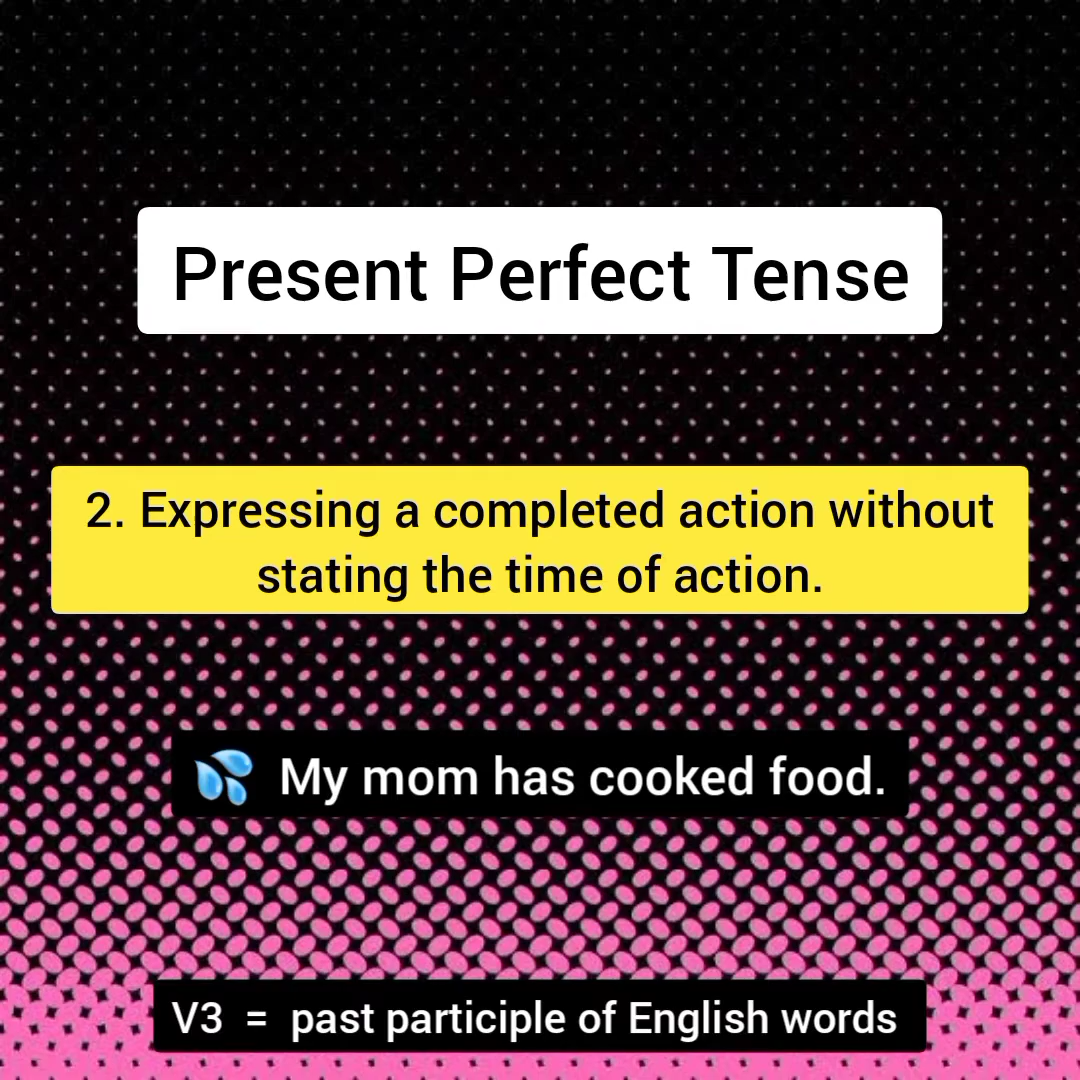 Present Perfect Tense
2. Expressing a completed action without
stating the time of action.
💦 My mom has cooked food.
V3 = past participle of English words